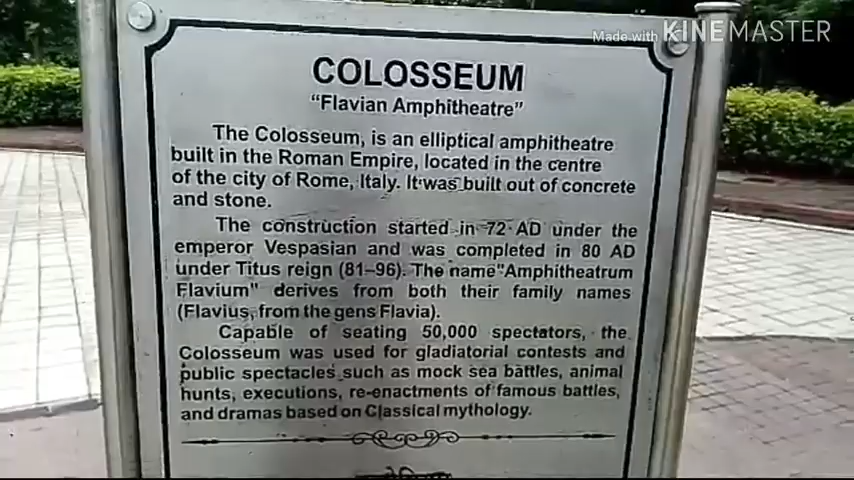 Made with KINEMASTER
COLOSSEUM
"Flavian Amphitheatre"
The Colosseum, is an elliptical amphitheatre
built in the Roman Empire, located in the centre
of the city of Rome, Italy. It was built out of concrete
and stone.
The construction started in 72 AD under the
emperor Vespasian and was completed in 80 AD
under Titus reign (81–96). The name "Amphitheatrum
Flavium" derives from both their family names
(Flavius, from the gens Flavia).
Capable of seating 50,000 spectators, the
Colosseum was used for gladiatorial contests and
public spectacles such as mock sea battles, animal
hunts, executions, re-enactments of famous battles,
and dramas based on Classical mythology.